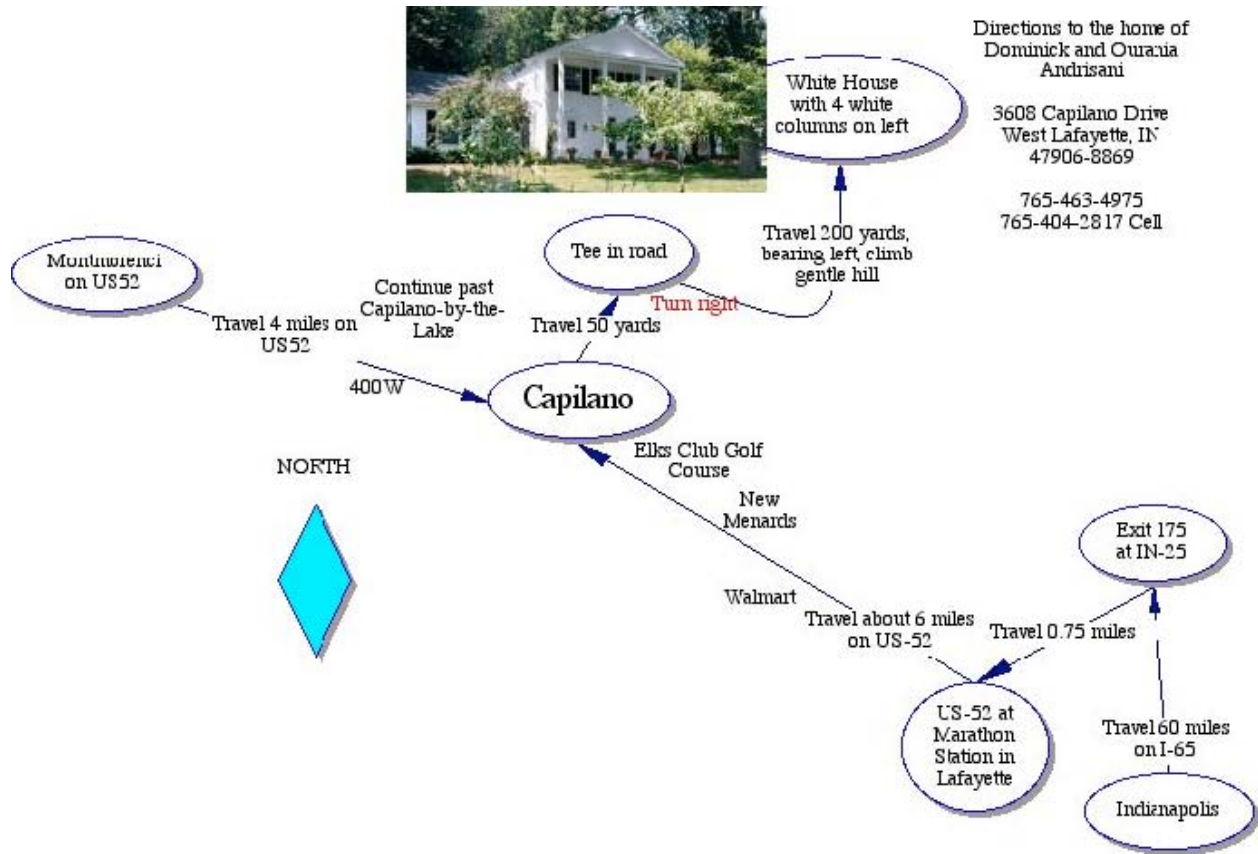 Directions to the home of
Dominick and Ourania
Andrisani
3608 Capilano Drive
West Lafayette, IN
47906-8869
765-463-4975
765-404-2817 Cell
White House
with 4 white
columns on left
Travel 200 yards,
bearing left, climb
gentle hill
Tee in road
Turn right
Montmorenci
on US52
Continue past
Capilano-by-the-
Lake
Travel 4 miles on
US52
Travel 50 yards
400W
Capilano
NORTH
Elks Club Golf
Course
New
Menards
Walmart
Travel about 6 miles
on US-52
Exit 175
at IN-25
Travel 0.75 miles
US-52 at
Marathon
Station in
Lafayette
Travel 60 miles
on I-65
Indianapolis